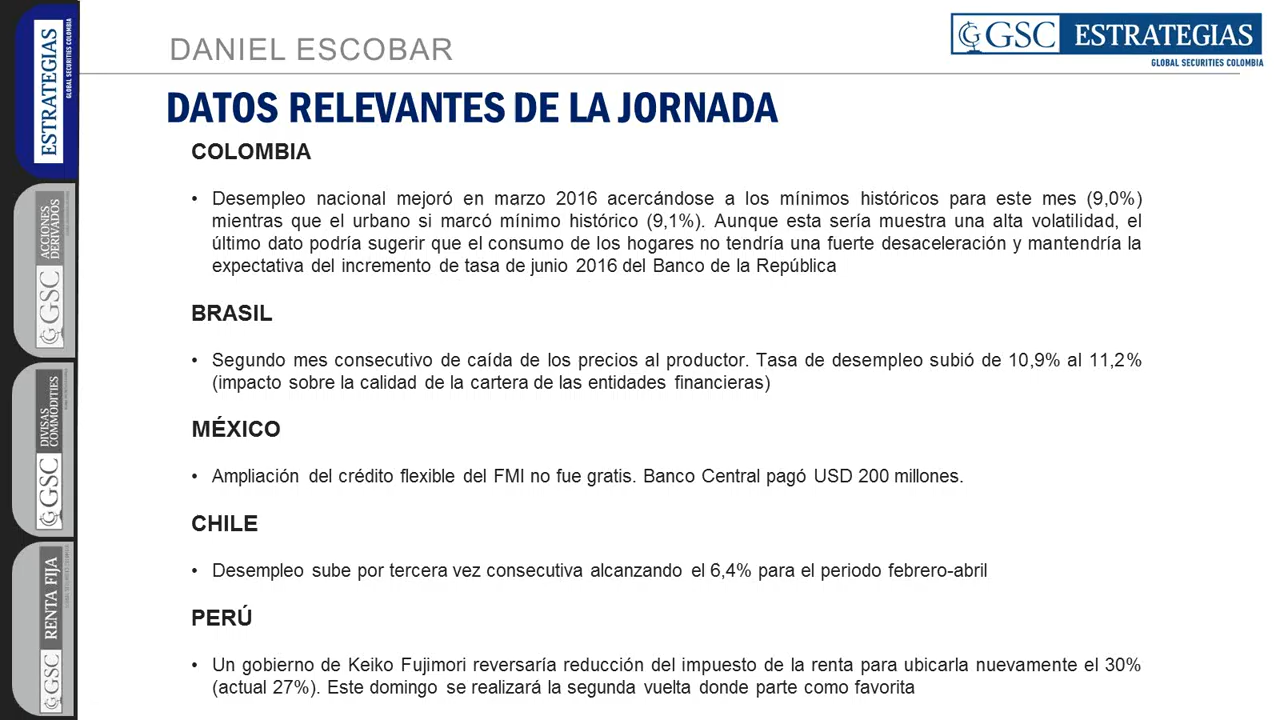 DANIEL ESCOBAR
GSC ESTRATEGIAS
GLOBAL SECURITIES COLOMBIA
DATOS RELEVANTES DE LA JORNADA
COLOMBIA
• Desempleo nacional mejoró en marzo 2016 acercándose a los mínimos históricos para este mes (9,0%)
mientras que el urbano si marcó mínimo histórico (9,1%). Aunque esta sería muestra una alta volatilidad, el
último dato podría sugerir que el consumo de los hogares no tendría una fuerte desaceleración y mantendría la
expectativa del incremento de tasa de junio 2016 del Banco de la República
BRASIL
• Segundo mes consecutivo de caída de los precios al productor. Tasa de desempleo subió de 10,9% al 11,2%
(impacto sobre la calidad de la cartera de las entidades financieras)
MÉXICO
• Ampliación del crédito flexible del FMI no fue gratis. Banco Central pagó USD 200 millones.
CHILE
• Desempleo sube por tercera vez consecutiva alcanzando el 6,4% para el periodo febrero-abril
PERÚ
• Un gobierno de Keiko Fujimori reversaría reducción del impuesto de la renta para ubicarla nuevamente el 30%
(actual 27%). Este domingo se realizará la segunda vuelta donde parte como favorita
ESTRATEGIAS
GLOBAL SECURITIES COLOMBIA
GSC
ACCIONES
DERIVADOS
GSC
DIVISAS
COMMODITIES
GSC
RENTA FIJA